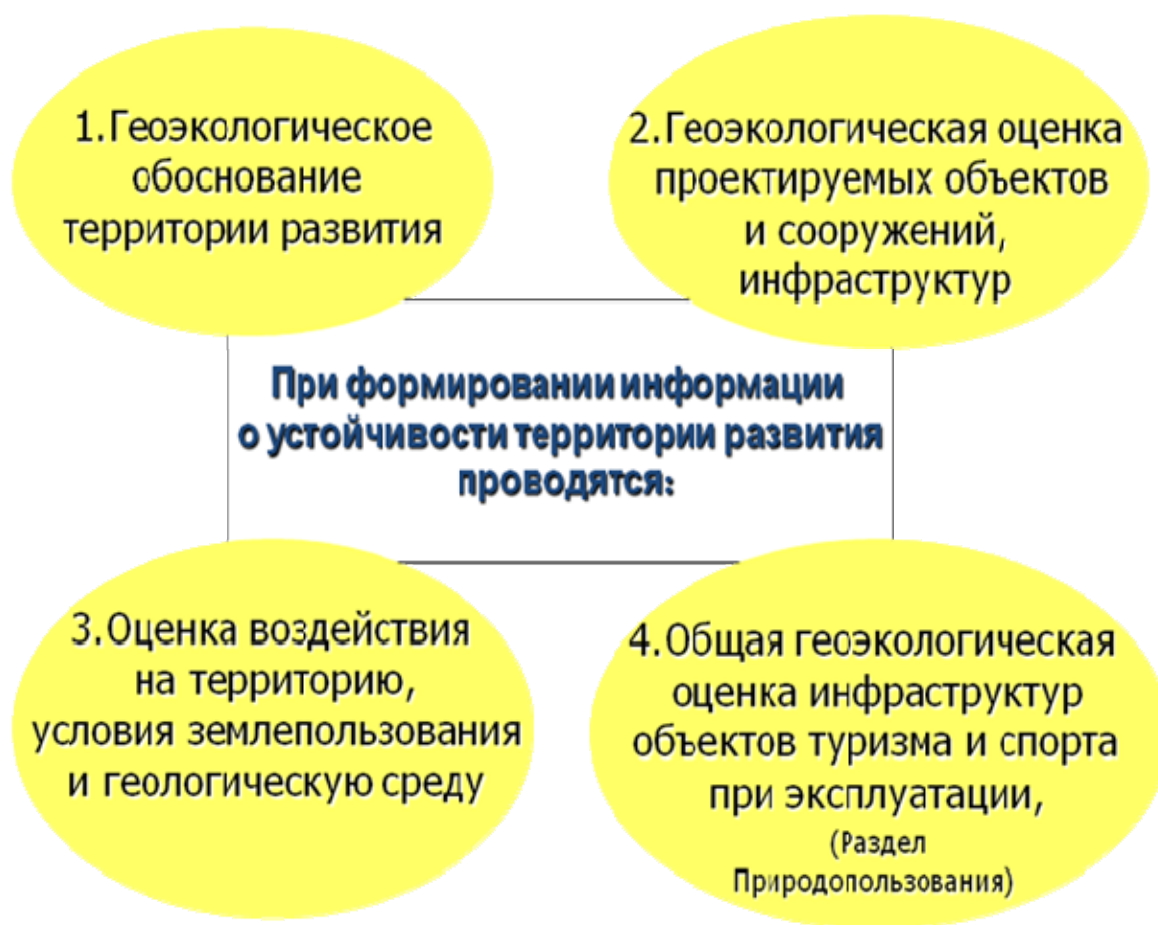 1.Геоэкологическое
обоснование
территории развития
2.Геоэкологическая оценка
проектируемых объектов
и сооружений,
инфраструктур
При формировании информации
о устойчивости территории развития
проводятся:
3.Оценка воздействия
на территорию,
условия землепользования
и геологическую среду
4.Общая геоэкологическая
оценка инфраструктур
объектов туризма и спорта
при эксплуатации,
(Раздел
Природопользования)